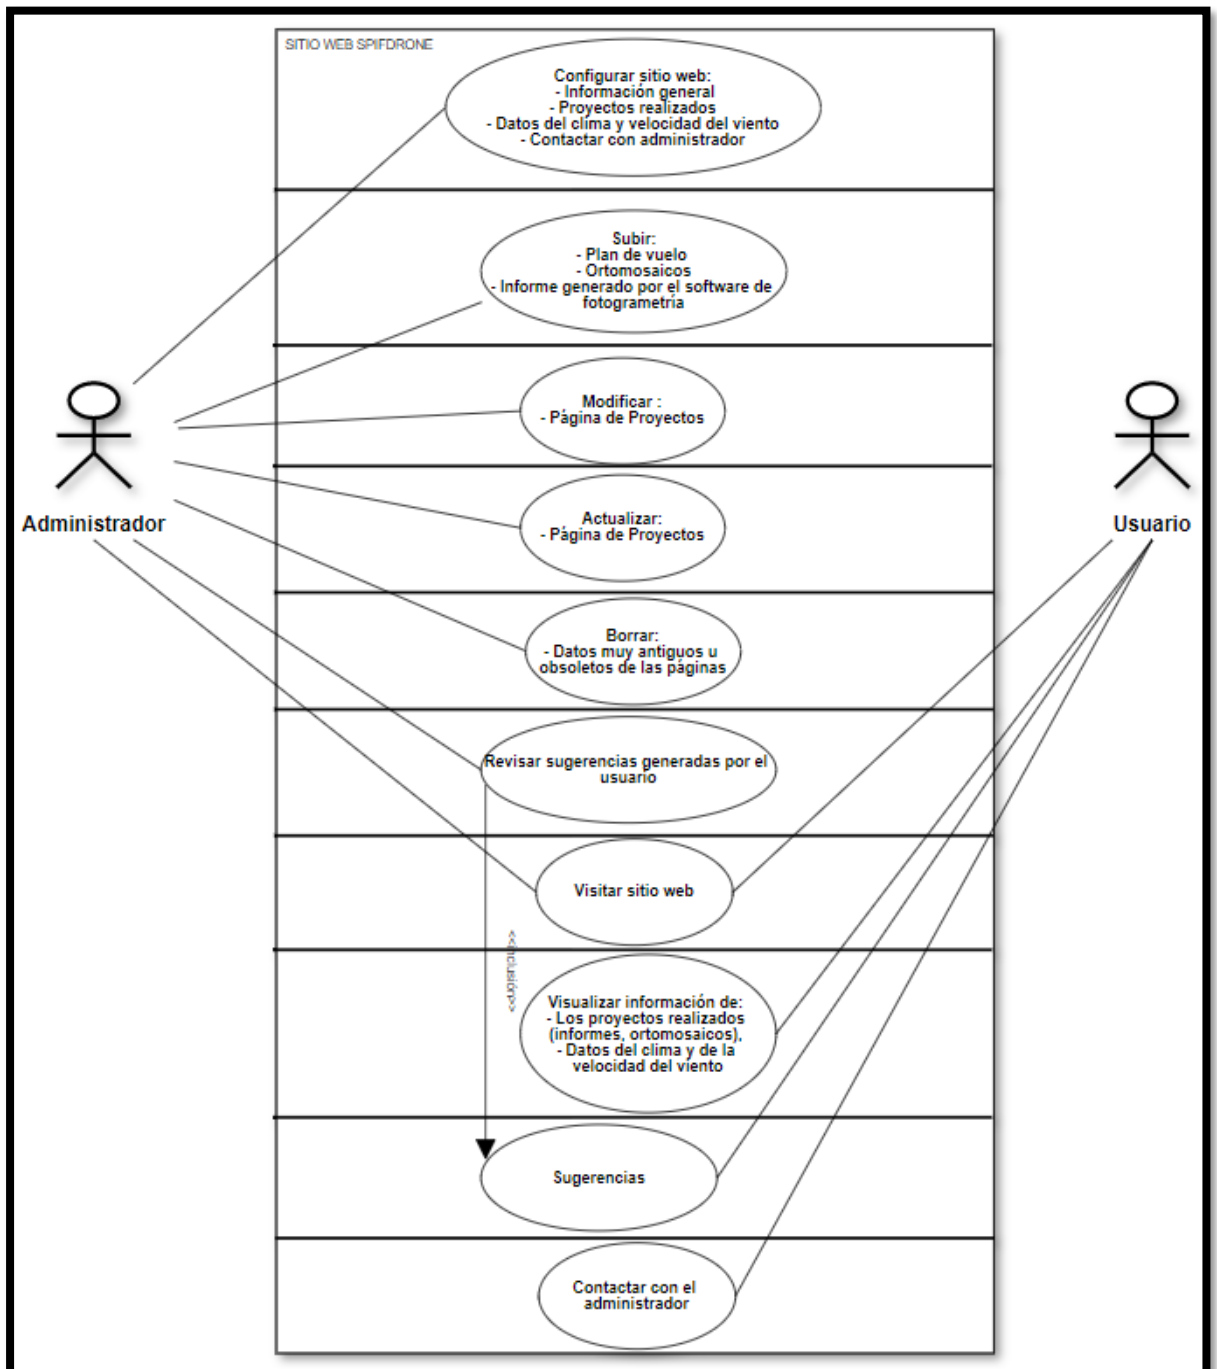 SITIO WEB SPIFDRONE
Configurar sitio web:
- Información general
- Proyectos realizados
- Datos del clima y velocidad del viento
- Contactar con administrador
Subir:
- Plan de vuelo
- Ortomosaicos
- Informe generado por el software de
fotogrametría
Modificar :
- Página de Proyectos
Administrador
Usuario
Actualizar:
- Página de Proyectos
Borrar:
- Datos muy antiguos u
obsoletos de las páginas
Revisar sugerencias generadas por el
usuario
Visitar sitio web
<<inclusión>>
Visualizar información de:
- Los proyectos realizados
(informes, ortomosaicos),
- Datos del clima y de la
velocidad del viento
Sugerencias
Contactar con el
administrador